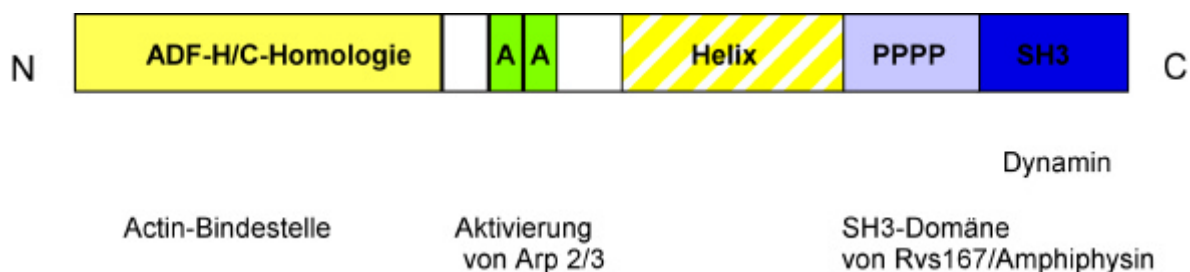 N ADF-H/C-Homologie A A Helix PPPP SH3 C
Dynamin
Actin-Bindestelle
Aktivierung
von Arp 2/3
SH3-Domäne
von Rvs167/Amphiphysin